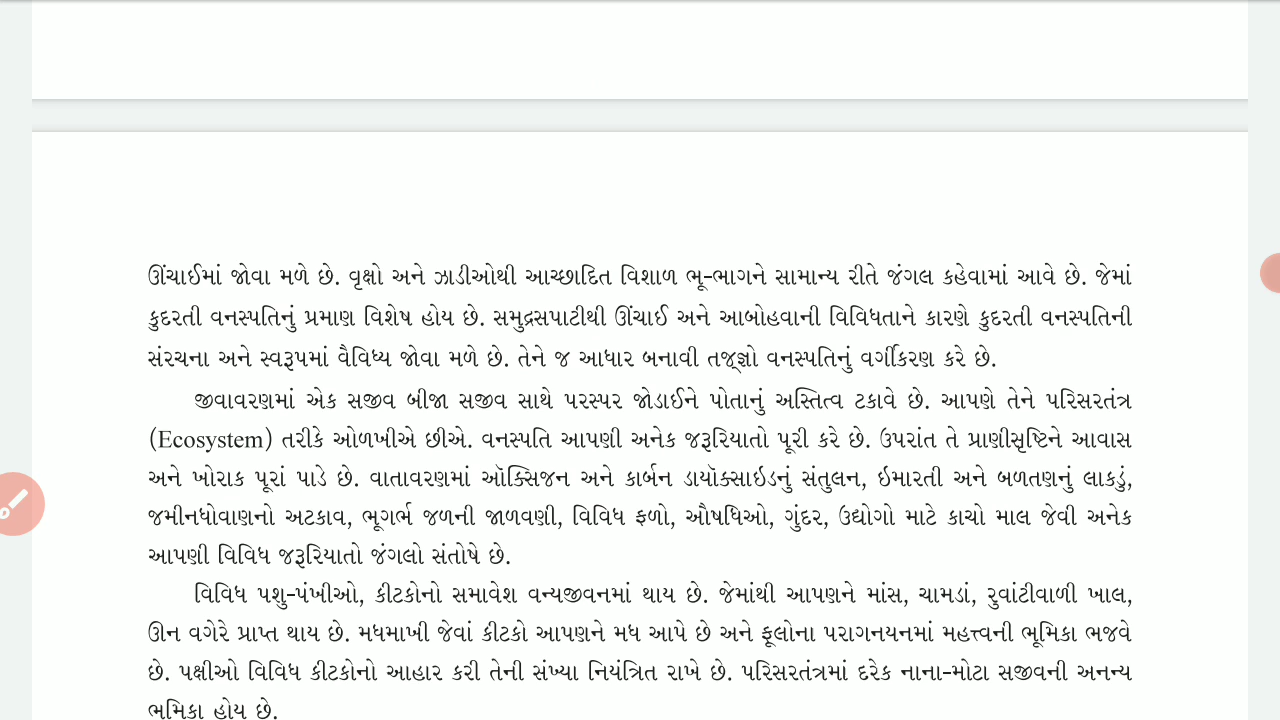 ઊંચાઈમાં જોવા મળે છે. વૃક્ષો અને ઝાડીઓથી આચ્છાદિત વિશાળ ભૂ-ભાગને સામાન્ય રીતે જંગલ કહેવામાં આવે છે. જેમાં
કુદરતી વનસ્પતિનું પ્રમાણ વિશેષ હોય છે. સમુદ્રસપાટીથી ઊંચાઈ અને આબોહવાની વિવિધતાને કારણે કુદરતી વનસ્પતિની
સંરચના અને સ્વરૂપમાં વૈવિધ્ય જોવા મળે છે. તેને જ આધાર બનાવી તજ્જ્ઞો વનસ્પતિનું વર્ગીકરણ કરે છે.
જીવાવરણમાં એક સજીવ બીજા સજીવ સાથે પરસ્પર જોડાઈને પોતાનું અસ્તિત્વ ટકાવે છે. આપણે તેને પરિસરતંત્ર
(Ecosystem) તરીકે ઓળખીએ છીએ. વનસ્પતિ આપણી અનેક જરૂરિયાતો પૂરી કરે છે. ઉપરાંત તે પ્રાણીસૃષ્ટિને આવાસ
અને ખોરાક પૂરાં પાડે છે. વાતાવરણમાં ઑક્સિજન અને કાર્બન ડાયૉક્સાઇડનું સંતુલન, ઇમારતી અને બળતણનું લાકડું,
જમીનધોવાણનો અટકાવ, ભૂગર્ભ જળની જાળવણી, વિવિધ ફળો, ઔષધિઓ, ગુંદર, ઉદ્યોગો માટે કાચો માલ જેવી અનેક
આપણી વિવિધ જરૂરિયાતો જંગલો સંતોષે છે.
વિવિધ પશુ-પંખીઓ, કીટકોનો સમાવેશ વન્યજીવનમાં થાય છે. જેમાંથી આપણને માંસ, ચામડાં, રુવાંટીવાળી ખાલ,
ઊન વગેરે પ્રાપ્ત થાય છે. મધમાખી જેવાં કીટકો આપણને મધ આપે છે અને ફૂલોના પરાગનયનમાં મહત્ત્વની ભૂમિકા ભજવે
છે. પક્ષીઓ વિવિધ કીટકોનો આહાર કરી તેની સંખ્યા નિયંત્રિત રાખે છે. પરિસરતંત્રમાં દરેક નાના-મોટા સજીવની અનન્ય
ભૂમિકા હોય છે.